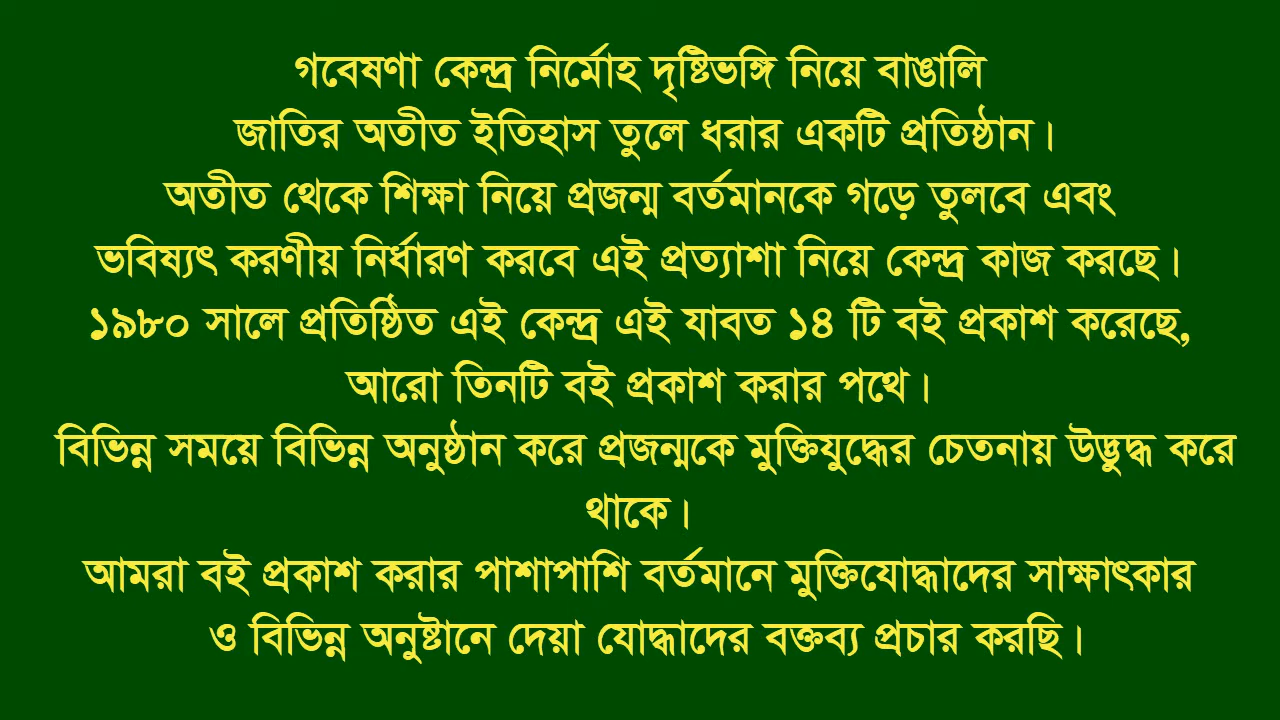 গবেষণা কেন্দ্র নির্মোহ দৃষ্টিভঙ্গি নিয়ে বাঙালি
জাতির অতীত ইতিহাস তুলে ধরার একটি প্রতিষ্ঠান।
অতীত থেকে শিক্ষা নিয়ে প্রজন্ম বর্তমানকে গড়ে তুলবে এবং
ভবিষ্যৎ করণীয় নির্ধারণ করবে এই প্রত্যাশা নিয়ে কেন্দ্র কাজ করছে।
১৯৮০ সালে প্রতিষ্ঠিত এই কেন্দ্র এই যাবত ১৪ টি বই প্রকাশ করেছে,
আরো তিনটি বই প্রকাশ করার পথে।
বিভিন্ন সময়ে বিভিন্ন অনুষ্ঠান করে প্রজন্মকে মুক্তিযুদ্ধের চেতনায় উদ্ভুদ্ধ করে
থাকে।
আমরা বই প্রকাশ করার পাশাপাশি বর্তমানে মুক্তিযোদ্ধাদের সাক্ষাৎকার
ও বিভিন্ন অনুষ্টানে দেয়া যোদ্ধাদের বক্তব্য প্রচার করছি।